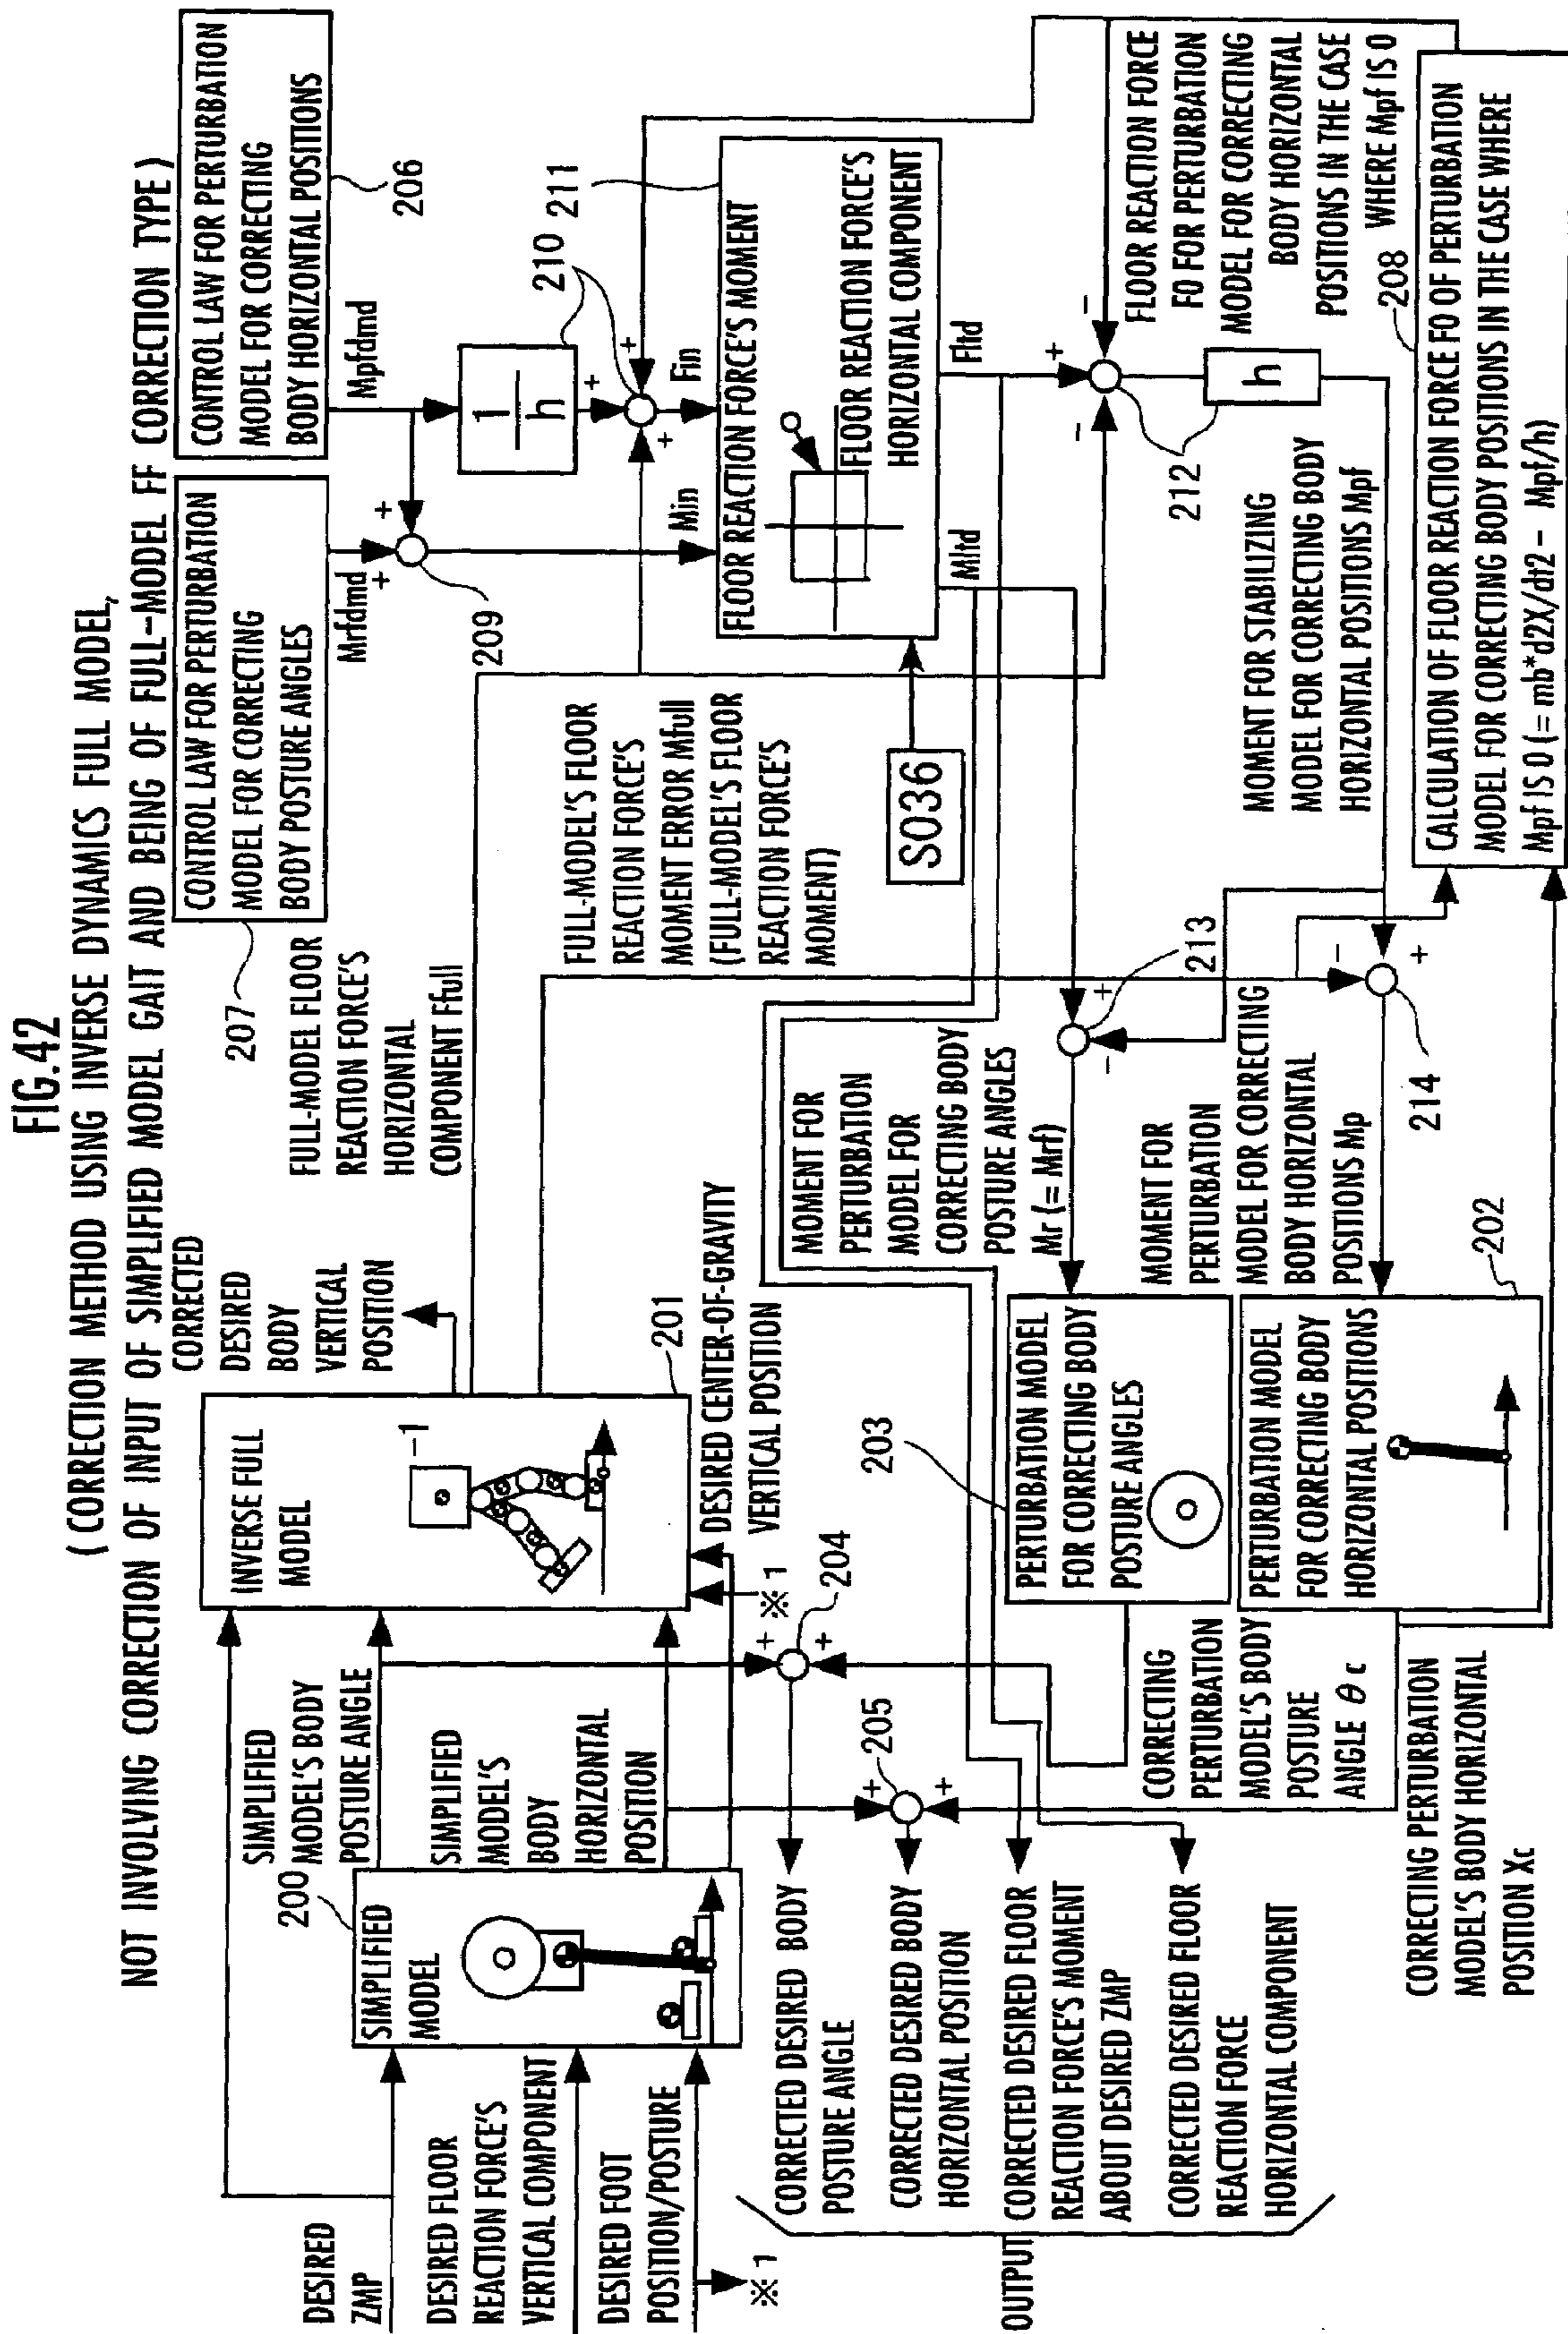 FIG.42
( CORRECTION METHOD USING INVERSE DYNAMICS FULL MODEL,
NOT INVOLVING CORRECTION OF INPUT OF SIMPLIFIED MODEL GAIT AND BEING OF FULL-MODEL FF CORRECTION TYPE )
DESIRED
ZMP
DESIRED FLOOR
REACTION FORCE'S
VERTICAL COMPONENT
DESIRED FOOT
POSITION/POSTURE
※1
200
SIMPLIFIED
MODEL
SIMPLIFIED
MODEL'S BODY
POSTURE ANGLE
SIMPLIFIED
MODEL'S
BODY
HORIZONTAL
POSITION
INVERSE FULL
MODEL
-1
201
※1
DESIRED CENTER-OF-GRAVITY
VERTICAL POSITION
CORRECTED
DESIRED
BODY
VERTICAL
POSITION
FULL-MODEL FLOOR
REACTION FORCE'S
HORIZONTAL
COMPONENT Ffull
FULL-MODEL'S FLOOR
REACTION FORCE'S
MOMENT ERROR Mfull
(FULL-MODEL'S FLOOR
REACTION FORCE'S
MOMENT)
207
CONTROL LAW FOR PERTURBATION
MODEL FOR CORRECTING
BODY POSTURE ANGLES
Mrfdmd
CONTROL LAW FOR PERTURBATION
MODEL FOR CORRECTING
BODY HORIZONTAL POSITIONS
206
Mpfdmd
+
+
209
1
h
210
+
+
+
Min
Fin
211
FLOOR REACTION FORCE'S MOMENT
FLOOR REACTION FORCE'S
HORIZONTAL COMPONENT
S036
Mltd
Fltd
+
-
-
212
h
FLOOR REACTION FORCE
F0 FOR PERTURBATION
MODEL FOR CORRECTING
BODY HORIZONTAL
POSITIONS IN THE CASE
WHERE Mpf IS 0
MOMENT FOR STABILIZING
MODEL FOR CORRECTING BODY
HORIZONTAL POSITIONS Mpf
208
CALCULATION OF FLOOR REACTION FORCE F0 OF PERTURBATION
MODEL FOR CORRECTING BODY POSITIONS IN THE CASE WHERE
Mpf IS 0 (= mb*d2X/dt2 - Mpf/h)
213
+
-
214
-
+
MOMENT FOR
PERTURBATION
MODEL FOR
CORRECTING BODY
POSTURE ANGLES
Mr (= Mrf)
MOMENT FOR
PERTURBATION
MODEL FOR CORRECTING
BODY HORIZONTAL
POSITIONS Mp
203
PERTURBATION MODEL
FOR CORRECTING BODY
POSTURE ANGLES
202
PERTURBATION MODEL
FOR CORRECTING BODY
HORIZONTAL POSITIONS
204
+
+
205
+
+
CORRECTING
PERTURBATION
MODEL'S BODY
POSTURE
ANGLE θc
CORRECTING PERTURBATION
MODEL'S BODY HORIZONTAL
POSITION Xc
OUTPUT
CORRECTED DESIRED BODY
POSTURE ANGLE
CORRECTED DESIRED BODY
HORIZONTAL POSITION
CORRECTED DESIRED FLOOR
REACTION FORCE'S MOMENT
ABOUT DESIRED ZMP
CORRECTED DESIRED FLOOR
REACTION FORCE
HORIZONTAL COMPONENT